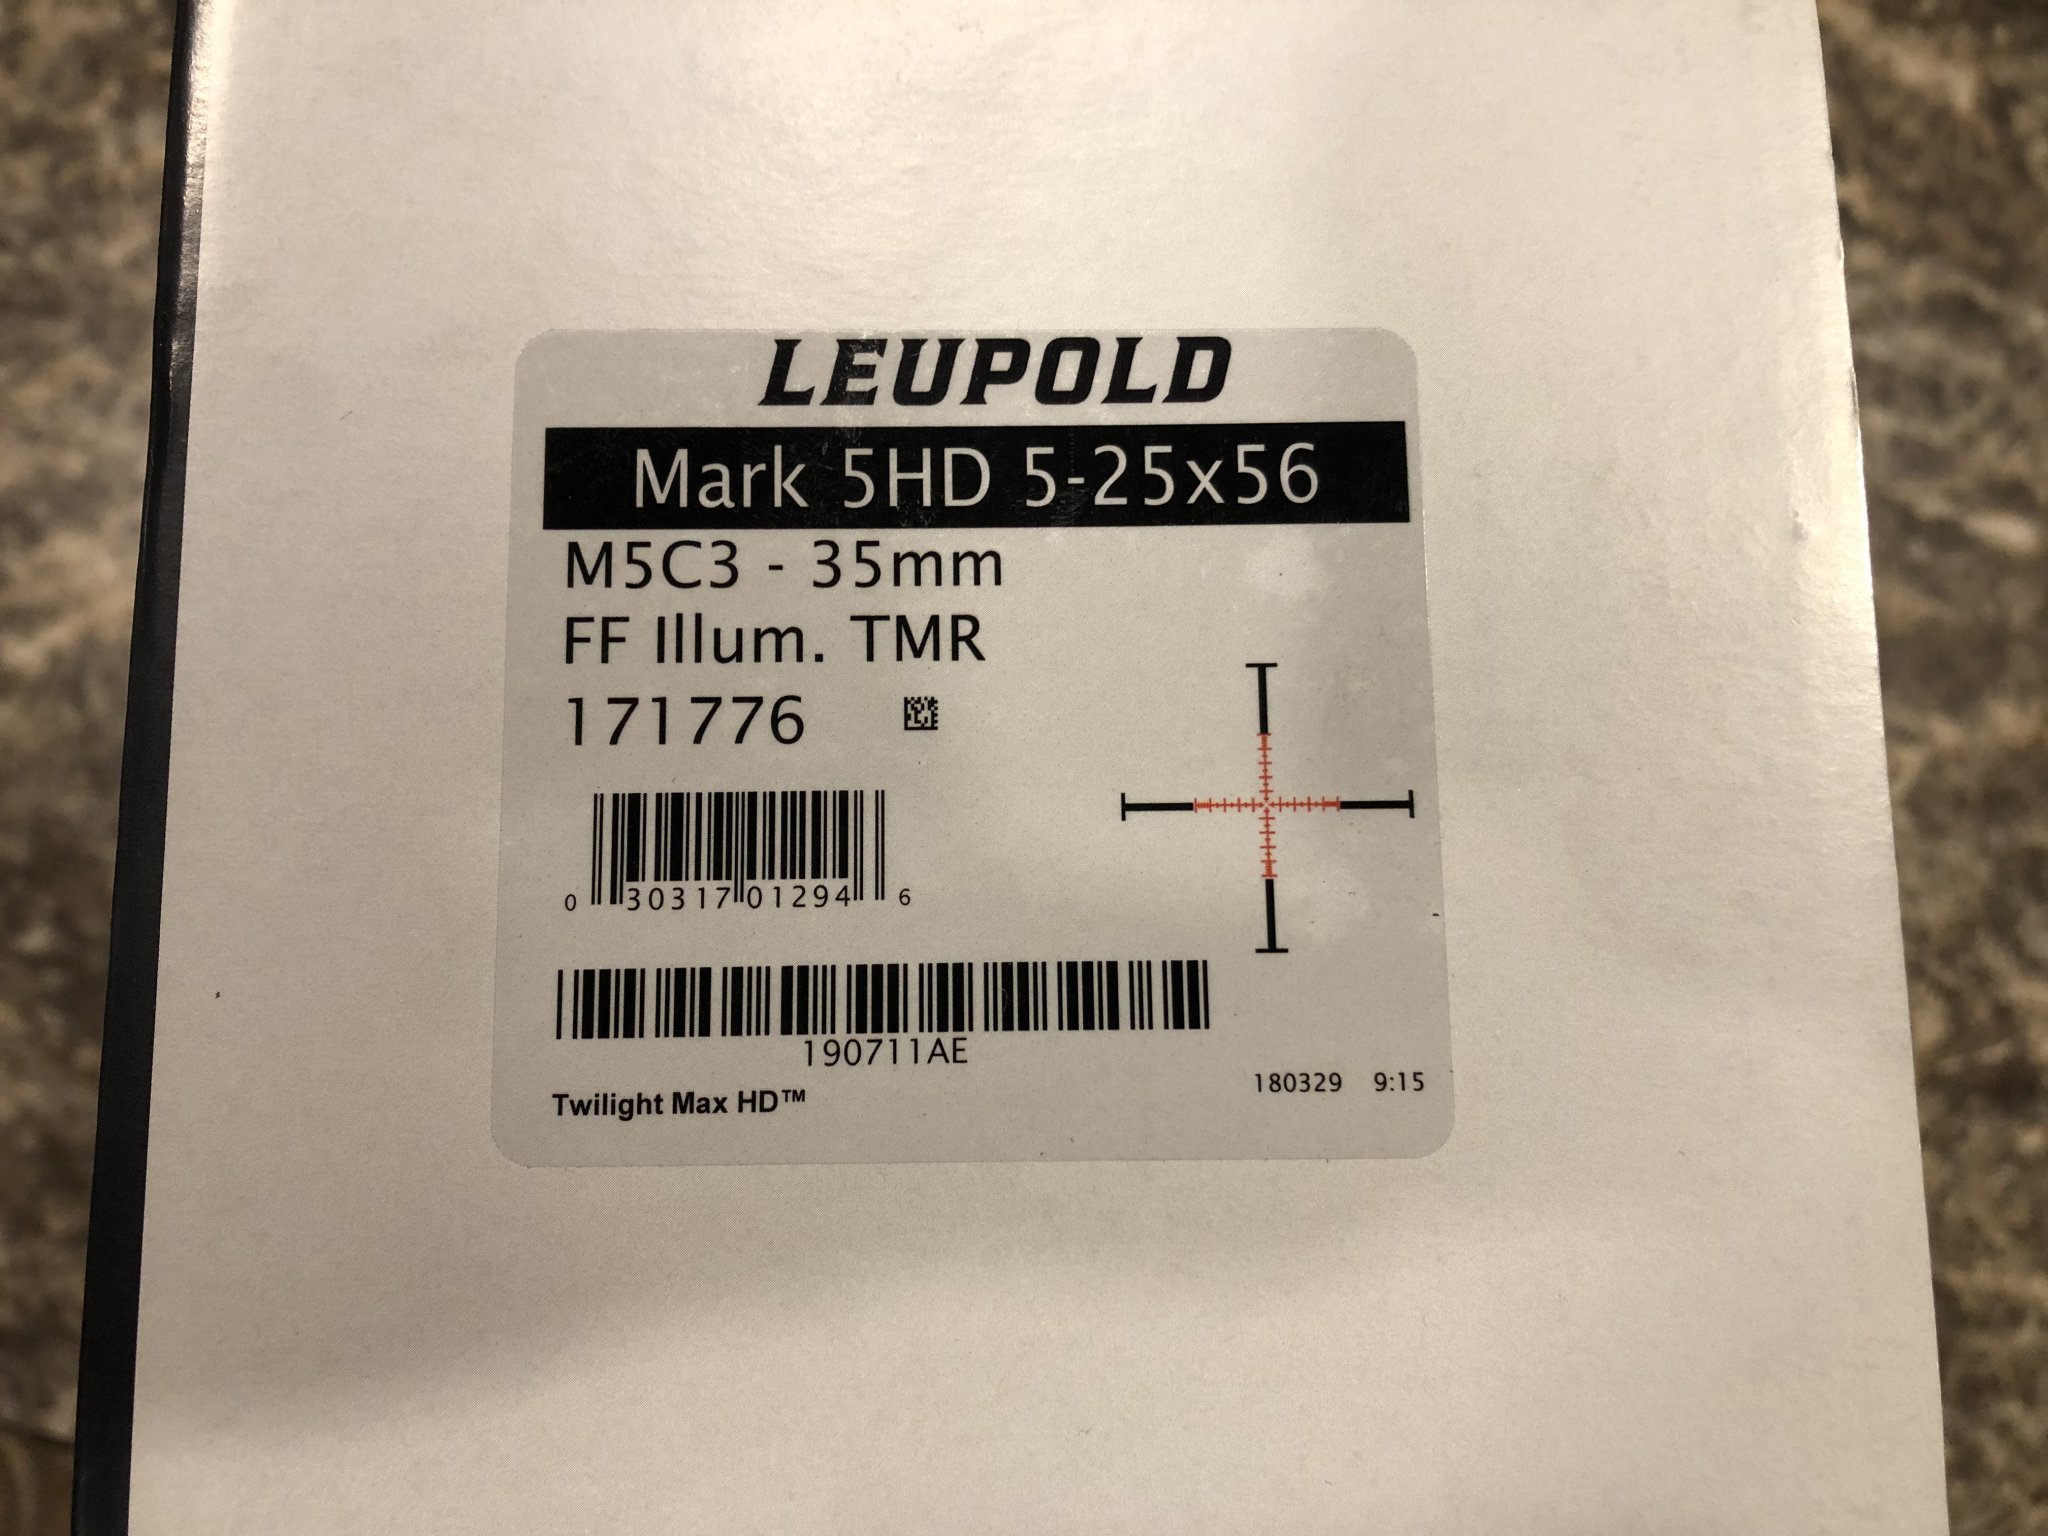 LEUPOLD
Mark 5HD 5-25x56
M5C3 - 35mm
FF Illum. TMR
171776
0 30317 01294 6
190711AE
Twilight Max HD™
180329 9:15